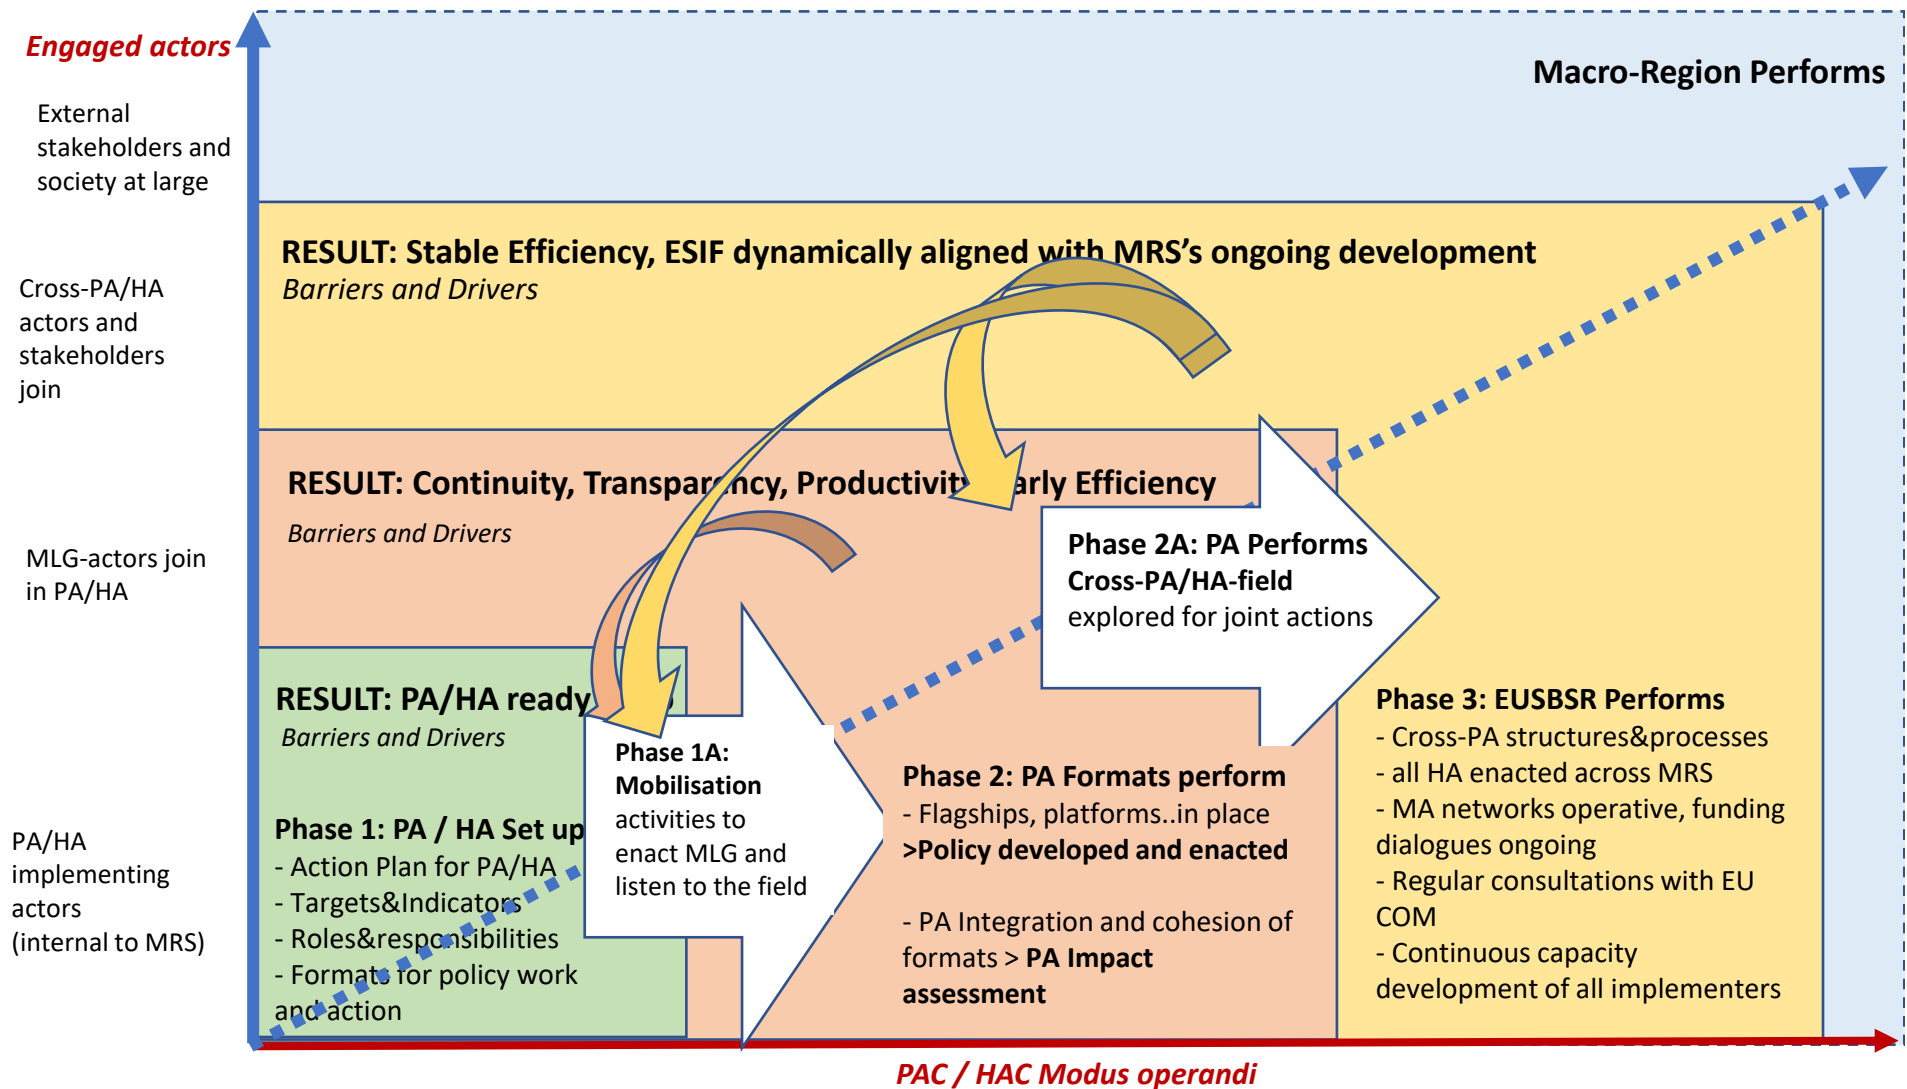 Engaged actors
External
stakeholders and
society at large
Cross-PA/HA
actors and
stakeholders
join
MLG-actors join
in PA/HA
PA/HA
implementing
actors
(internal to MRS)
Macro-Region Performs
RESULT: Stable Efficiency, ESIF dynamically aligned with MRS's ongoing development
Barriers and Drivers
RESULT: Continuity, Transparency, Productivity, Early Efficiency
Barriers and Drivers
RESULT: PA/HA ready
Barriers and Drivers
Phase 1: PA / HA Set up
- Action Plan for PA/HA
- Targets&Indicators
- Roles&responsibilities
- Formats for policy work
and action
Phase 1A:
Mobilisation
activities to
enact MLG and
listen to the field
Phase 2: PA Formats perform
- Flagships, platforms..in place
>Policy developed and enacted
- PA Integration and cohesion of
formats > PA Impact
assessment
Phase 2A: PA Performs
Cross-PA/HA-field
explored for joint actions
Phase 3: EUSBSR Performs
- Cross-PA structures&processes
- all HA enacted across MRS
- MA networks operative, funding
dialogues ongoing
- Regular consultations with EU
COM
- Continuous capacity
development of all implementers
PAC / HAC Modus operandi